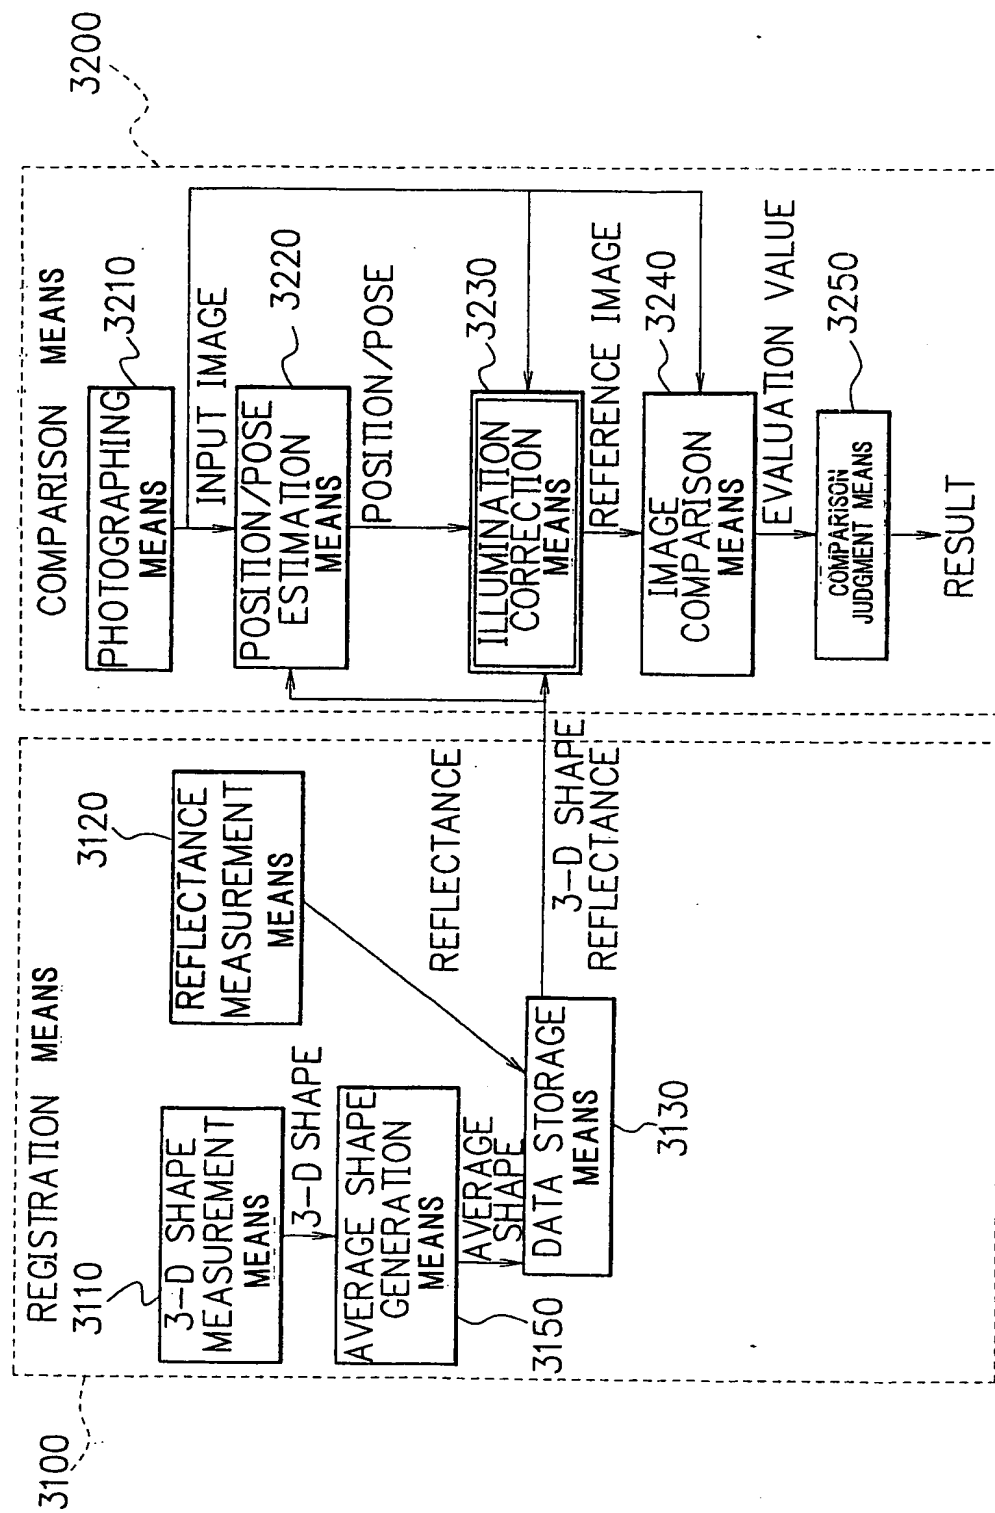 3100
REGISTRATION MEANS
3110
3-D SHAPE
MEASUREMENT
MEANS
3-D SHAPE
AVERAGE SHAPE
GENERATION
MEANS
3150
AVERAGE
SHAPE
3120
REFLECTANCE
MEASUREMENT
MEANS
REFLECTANCE
DATA STORAGE
MEANS
3130
3-D SHAPE
REFLECTANCE
3200
COMPARISON MEANS
PHOTOGRAPHING
MEANS
3210
INPUT IMAGE
POSITION/POSE
ESTIMATION
MEANS
3220
POSITION/POSE
ILLUMINATION
CORRECTION
MEANS
3230
REFERENCE IMAGE
IMAGE
COMPARISON
MEANS
3240
EVALUATION VALUE
COMPARISON
JUDGMENT MEANS
3250
RESULT